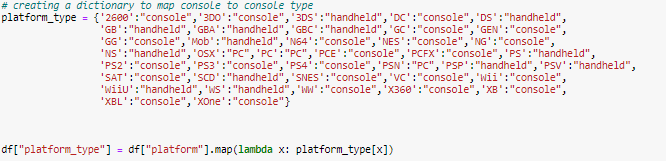 # creating a dictionary to map console to console type
platform_type = {'2600':"console",'3DO':"console",'3DS':"handheld",'DC':"console",'DS':"handheld",
'GB':"handheld",'GBA':"handheld",'GBC':"handheld",'GC':"console",'GEN':"console",
'GG':"console",'Mob':"handheld",'N64':"console",'NES':"console",'NG':"console",
'NS':"handheld",'OSX':"PC",'PC':"PC",'PCE':"console",'PCFX':"console",'PS':"handheld",
'PS2':"console",'PS3':"console",'PS4':"console",'PSN':"PC",'PSP':"handheld",'PSV':"handheld",
'SAT':"console",'SCD':"handheld",'SNES':"console",'VC':"console",'Wii':"console",
'WiiU':"handheld",'WS':"handheld",'WW':"console",'X360':"console",'XB':"console",
'XBL':"console",'XOne':"console"}
df["platform_type"] = df["platform"].map(lambda x: platform_type[x])